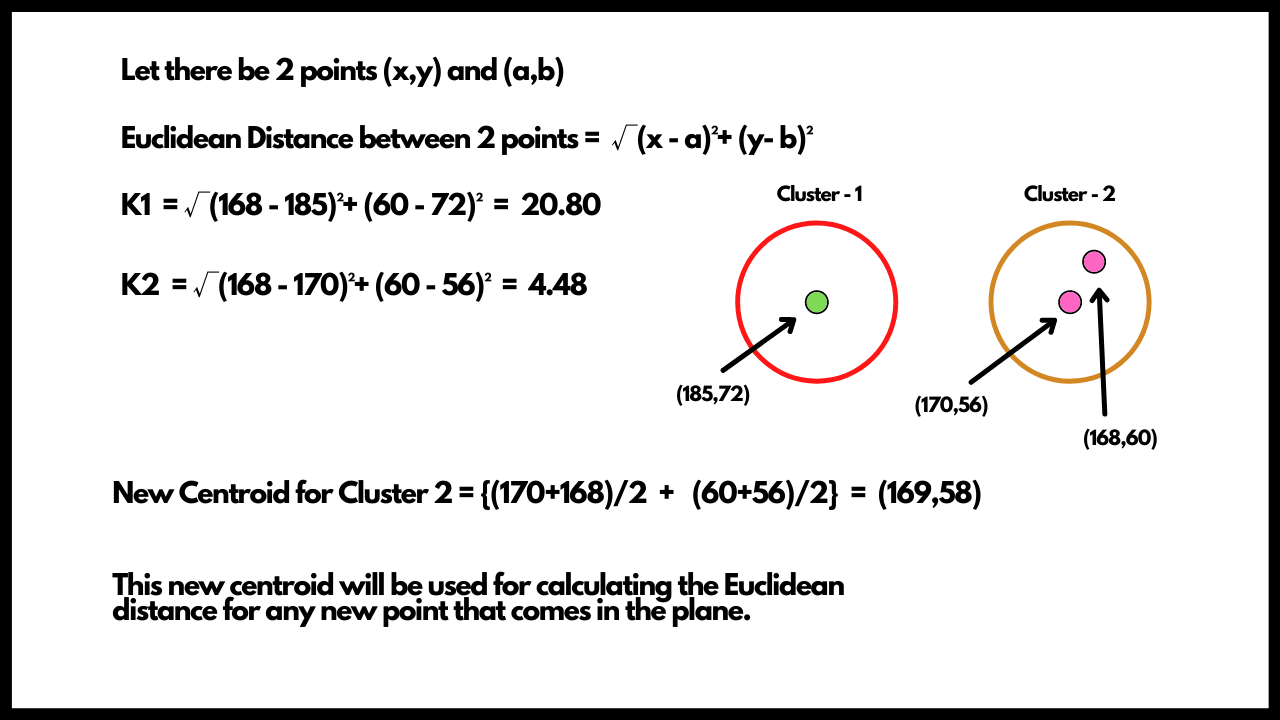 Let there be 2 points (x,y) and (a,b)
Euclidean Distance between 2 points = √(x - a)²+ (y- b)²
K1 = √(168 - 185)²+ (60 - 72)² = 20.80
K2 = √(168 - 170)²+ (60 - 56)² = 4.48
Cluster - 1
Cluster - 2
(185,72)
(170,56)
(168,60)
New Centroid for Cluster 2 = {(170+168)/2 + (60+56)/2} = (169,58)
This new centroid will be used for calculating the Euclidean
distance for any new point that comes in the plane.